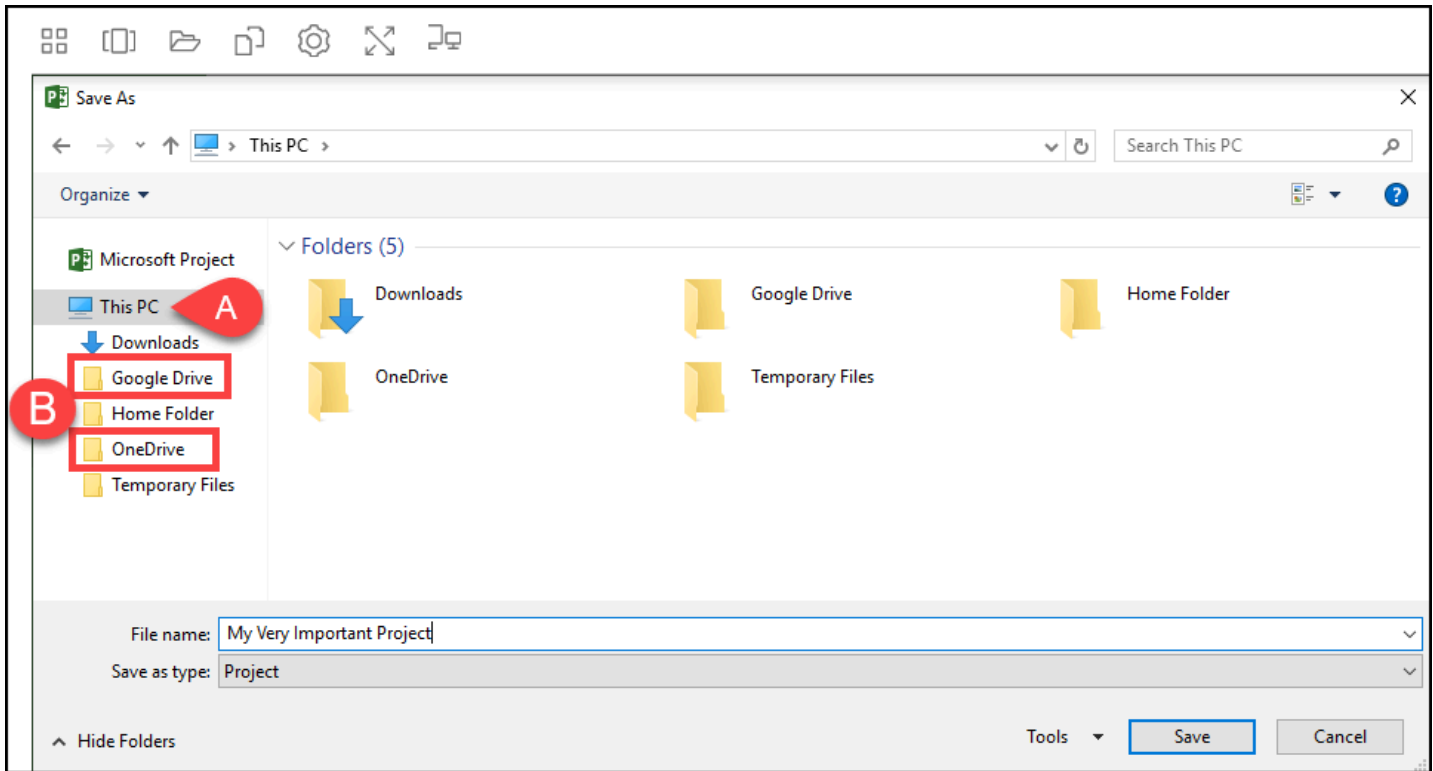 Save As
This PC
Search This PC
Organize
?
Microsoft Project
This PC
A
Downloads
Google Drive
B
Home Folder
OneDrive
Temporary Files
Folders (5)
Downloads Google Drive Home Folder
OneDrive Temporary Files
File name: My Very Important Project
Save as type: Project
Hide Folders Tools Save Cancel